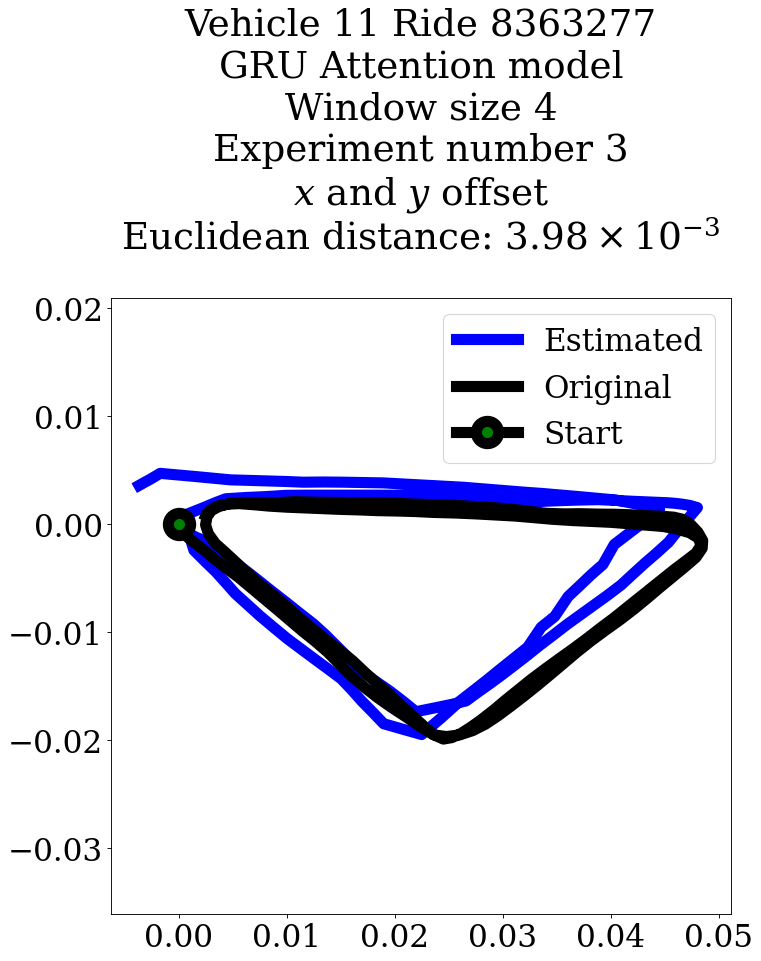 Vehicle 11 Ride 8363277
GRU Attention model
Window size 4
Experiment number 3
x and y offset
Euclidean distance: 3.98 × 10⁻³
0.02
0.01
0.00
−0.01
−0.02
−0.03
Estimated
Original
Start
0.00 0.01 0.02 0.03 0.04 0.05